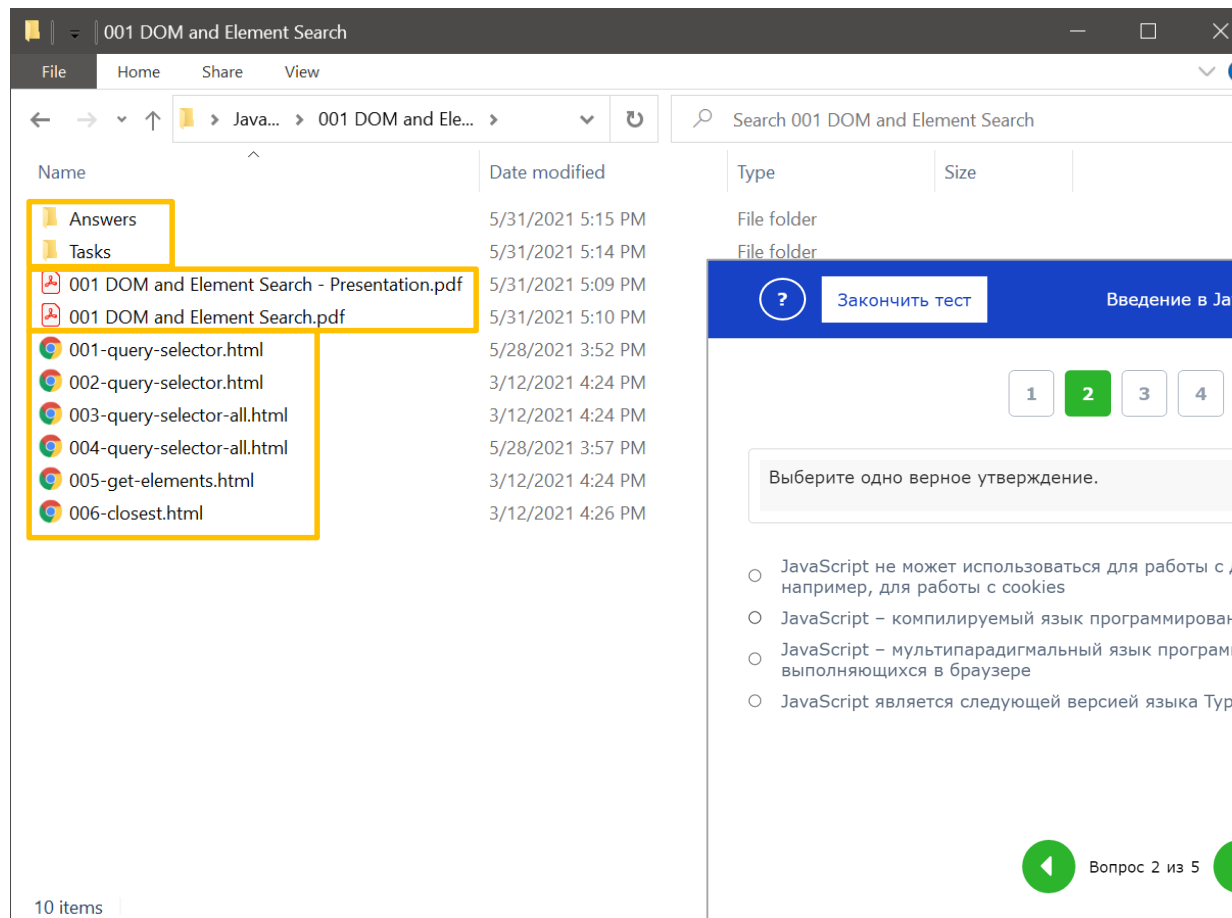 001 DOM and Element Search
File Home Share View
Java... 001 DOM and Ele...
Search 001 DOM and Element Search
Name Date modified Type Size
Answers 5/31/2021 5:15 PM File folder
Tasks 5/31/2021 5:14 PM File folder
001 DOM and Element Search - Presentation.pdf 5/31/2021 5:09 PM
001 DOM and Element Search.pdf 5/31/2021 5:10 PM
001-query-selector.html 5/28/2021 3:52 PM
002-query-selector.html 3/12/2021 4:24 PM
003-query-selector-all.html 3/12/2021 4:24 PM
004-query-selector-all.html 5/28/2021 3:57 PM
005-get-elements.html 3/12/2021 4:24 PM
006-closest.html 3/12/2021 4:26 PM
10 items
? Закончить тест Введение в Ja
1 2 3 4
Выберите одно верное утверждение.
JavaScript не может использоваться для работы с
например, для работы с cookies
JavaScript – компилируемый язык программирован
JavaScript – мультипарадигмальный язык програм
выполняющихся в браузере
JavaScript является следующей версией языка Typ
Вопрос 2 из 5